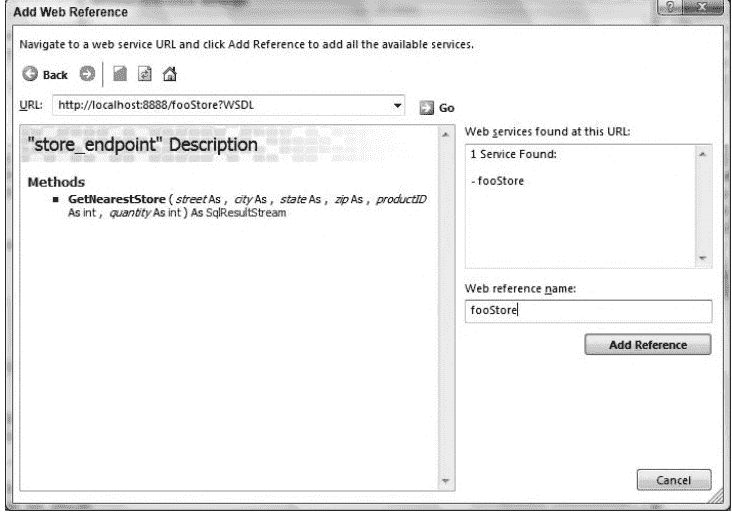 Add Web Reference
Navigate to a web service URL and click Add Reference to add all the available services.
Back
URL: http://localhost:8888/fooStore?WSDL Go
"store_endpoint" Description
Methods
GetNearestStore ( street As , city As , state As , zip As , productID
As int , quantity As int ) As SqlResultStream
Web services found at this URL:
1 Service Found:
- fooStore
Web reference name:
fooStore
Add Reference
Cancel